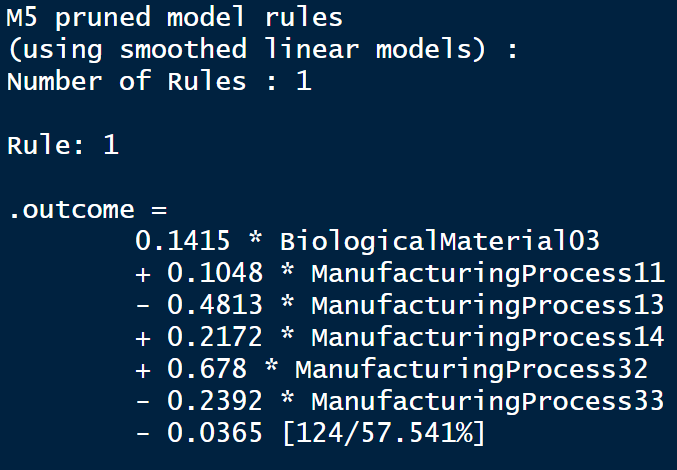 M5 pruned model rules
(using smoothed linear models) :
Number of Rules : 1
Rule: 1
.outcome =
0.1415 * BiologicalMaterial03
+ 0.1048 * ManufacturingProcess11
- 0.4813 * ManufacturingProcess13
+ 0.2172 * ManufacturingProcess14
+ 0.678 * ManufacturingProcess32
- 0.2392 * ManufacturingProcess33
- 0.0365 [124/57.541%]